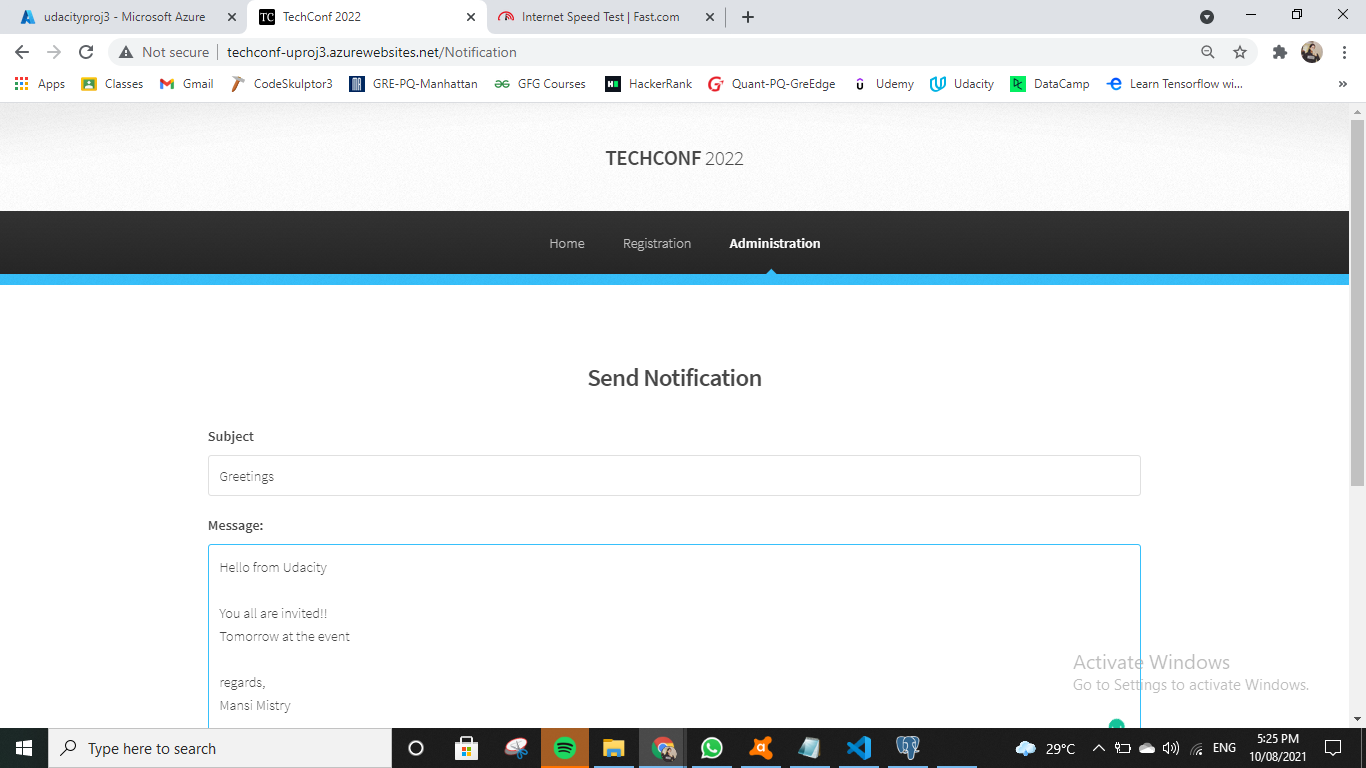 udacityproj3 - Microsoft Azure
TechConf 2022
Internet Speed Test | Fast.com
Not secure
techconf-uproj3.azurewebsites.net/Notification
Apps
Classes
Gmail
CodeSkulptor3
GRE-PQ-Manhattan
GFG Courses
HackerRank
Quant-PQ-GreEdge
Udemy
Udacity
DataCamp
Learn Tensorflow wi...
TECHCONF 2022
Home
Registration
Administration
Send Notification
Subject
Greetings
Message:
Hello from Udacity
You all are invited!!
Tomorrow at the event
regards,
Mansi Mistry
Activate Windows
Go to Settings to activate Windows.
Type here to search
29°C
ENG
5:25 PM
10/08/2021